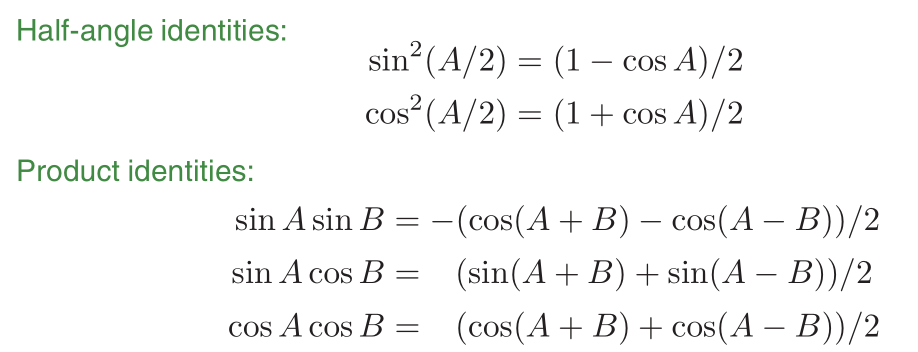 Half-angle identities:
sin²(A/2) = (1 − cos A)/2
cos²(A/2) = (1 + cos A)/2
Product identities:
sin A sin B = −(cos(A + B) − cos(A − B))/2
sin A cos B = (sin(A + B) + sin(A − B))/2
cos A cos B = (cos(A + B) + cos(A − B))/2